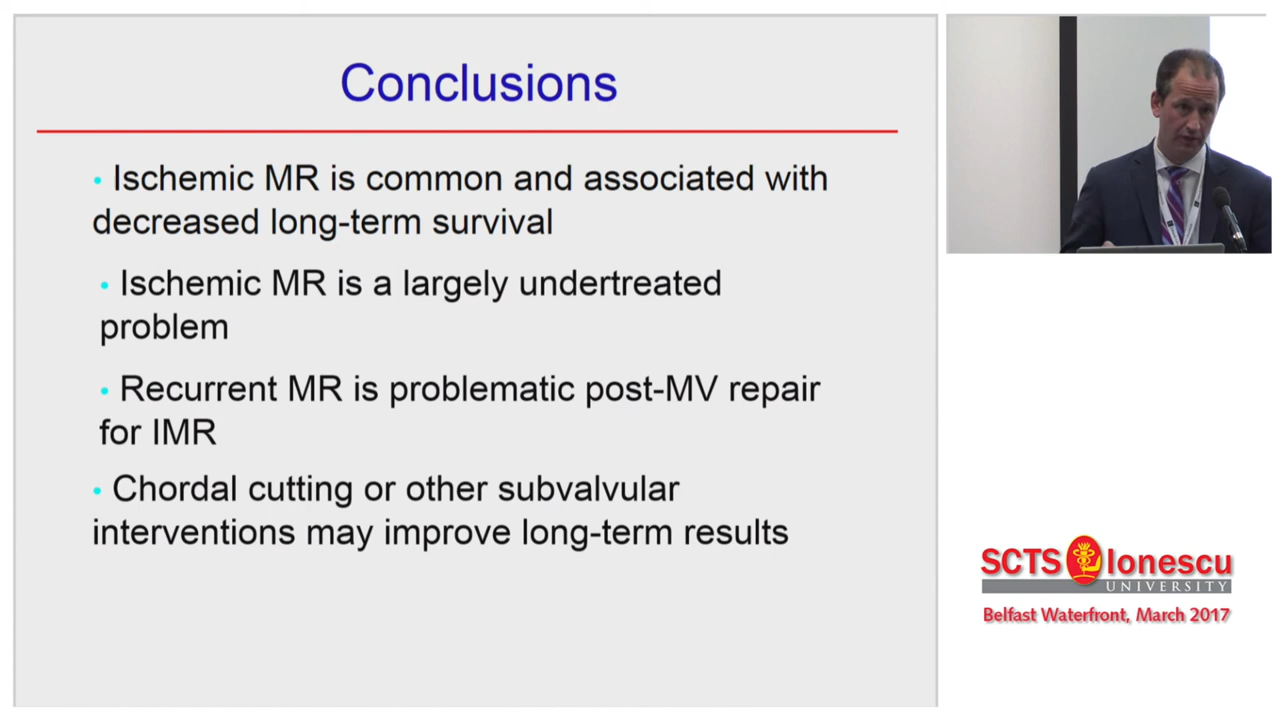 Conclusions
• Ischemic MR is common and associated with
decreased long-term survival
• Ischemic MR is a largely undertreated
problem
• Recurrent MR is problematic post-MV repair
for IMR
• Chordal cutting or other subvalvular
interventions may improve long-term results
SCTS Ionescu
UNIVERSITY
Belfast Waterfront, March 2017